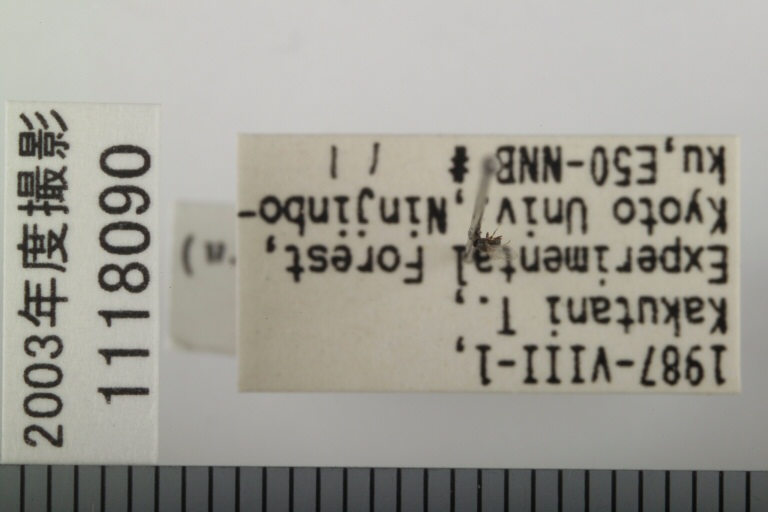 2003年度撮影
1118090
1987-VIII-1,
Kakutani T.,
Experimental Forest,
Kyoto Univ., Ninjinbo-
ku,E50-NNB # 11